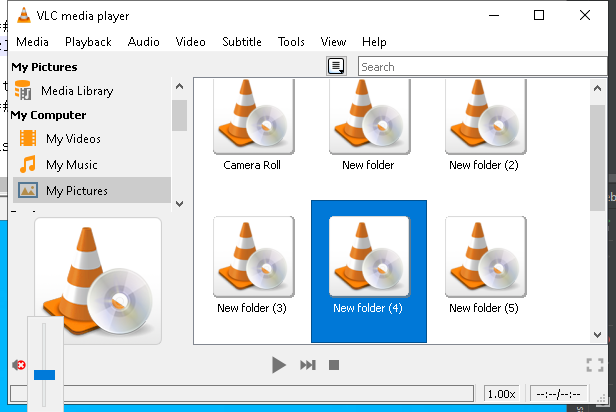 VLC media player
Media Playback Audio Video Subtitle Tools View Help
My Pictures
Search
Media Library
My Computer
My Videos
My Music
My Pictures
Camera Roll New folder New folder (2)
New folder (3) New folder (4) New folder (5)
1.00x --:--/--:--